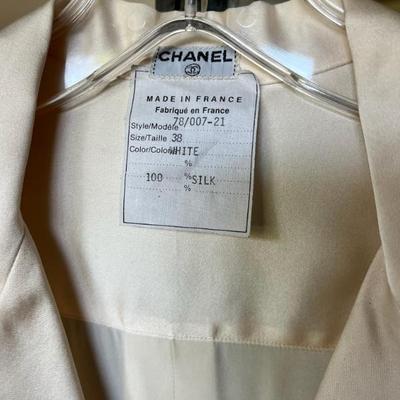 CHANEL
MADE IN FRANCE
Fabriqué en France
Style/Modèle 78/007-21
Size/Taille 38
Color/Colori WHITE
%
100 % SILK
%